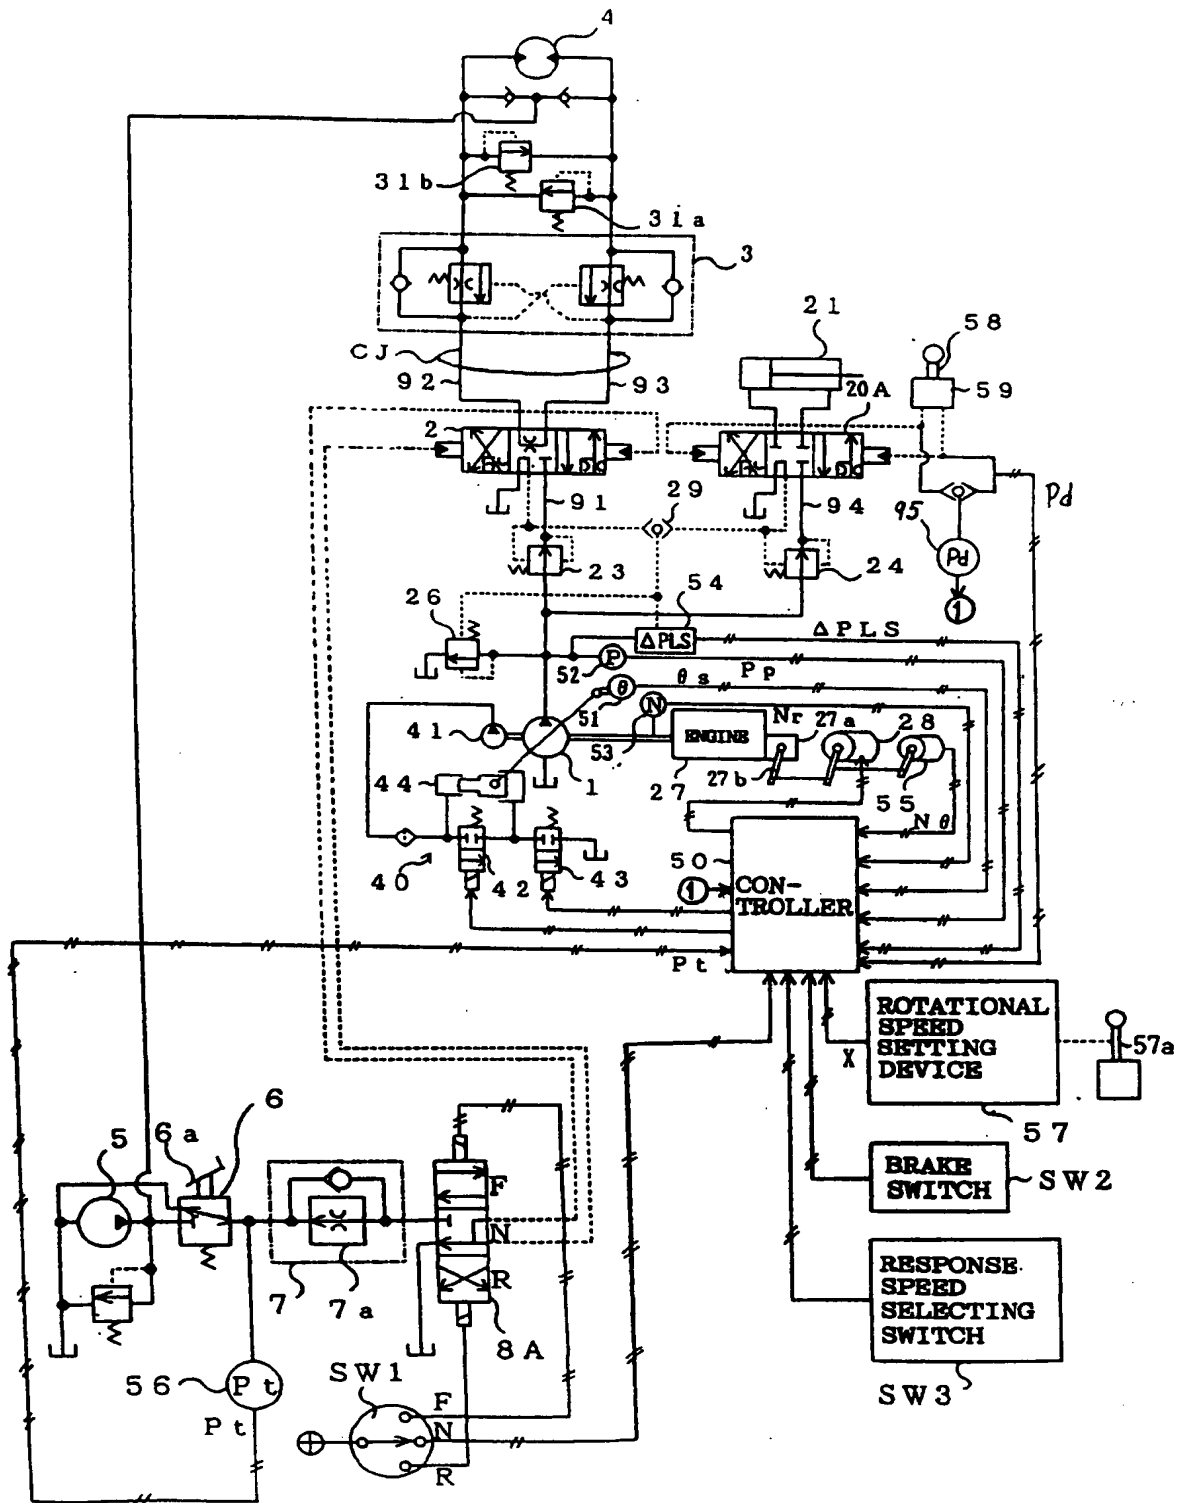 4
31b
31a
3
CJ
92
93
21
58
59
20A
2
91
29
94
95
Pd
Pd
23
24
1
26
54
ΔPLS
ΔPLS
52
P
Pp
θs
θ
51
N
53
Nr
27a
28
41
ENGINE
1
27
27b
55
44
Nθ
40
42
43
50
1
CON-
TROLLER
Pt
ROTATIONAL
SPEED
SETTING
DEVICE
X
57a
57
6
6a
5
BRAKE
SWITCH
SW2
F
N
R
7
7a
8A
RESPONSE
SPEED
SELECTING
SWITCH
SW3
56
Pt
Pt
SW1
F
N
R